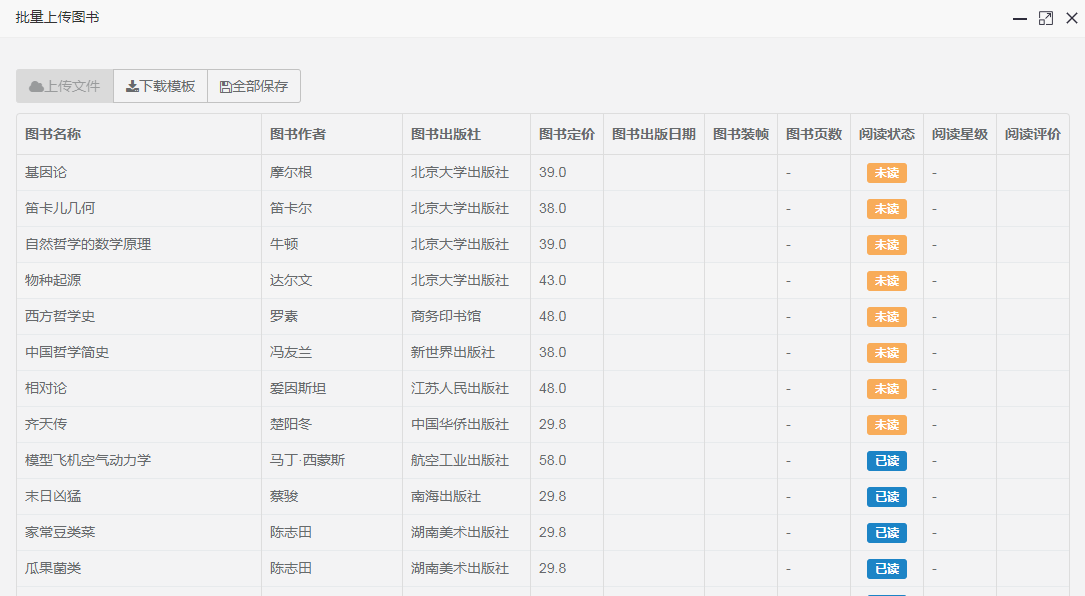 批量上传图书
上传文件 下载模板 全部保存
图书名称 图书作者 图书出版社 图书定价 图书出版日期 图书装帧 图书页数 阅读状态 阅读星级 阅读评价
基因论 摩尔根 北京大学出版社 39.0 - 未读 -
笛卡儿几何 笛卡尔 北京大学出版社 38.0 - 未读 -
自然哲学的数学原理 牛顿 北京大学出版社 39.0 - 未读 -
物种起源 达尔文 北京大学出版社 43.0 - 未读 -
西方哲学史 罗素 商务印书馆 48.0 - 未读 -
中国哲学简史 冯友兰 新世界出版社 38.0 - 未读 -
相对论 爱因斯坦 江苏人民出版社 48.0 - 未读 -
齐天传 楚阳冬 中国华侨出版社 29.8 - 未读 -
模型飞机空气动力学 马丁·西蒙斯 航空工业出版社 58.0 - 已读 -
末日凶猛 蔡骏 南海出版社 29.8 - 已读 -
家常豆类菜 陈志田 湖南美术出版社 29.8 - 已读 -
瓜果菌类 陈志田 湖南美术出版社 29.8 - 已读 -